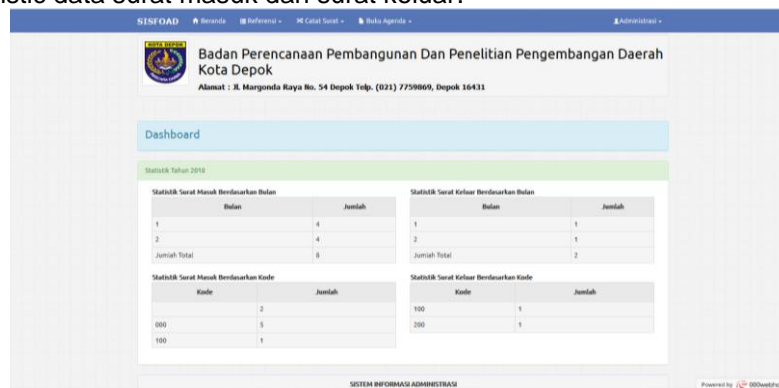 data surat masuk dan surat keluar.
SISFOAD Beranda Referensi Catat Surat Buku Agenda Administrasi
KOTA DEPOK
Badan Perencanaan Pembangunan Dan Penelitian Pengembangan Daerah
Kota Depok
Alamat : Jl. Margonda Raya No. 54 Depok Telp. (021) 7759869, Depok 16431
Dashboard
Statistik Tahun 2018
Statistik Surat Masuk Berdasarkan Bulan
Bulan Jumlah
1 4
2 4
Jumlah Total 8
Statistik Surat Keluar Berdasarkan Bulan
Bulan Jumlah
1 1
2 1
Jumlah Total 2
Statistik Surat Masuk Berdasarkan Kode
Kode Jumlah
2
000 5
100 1
Statistik Surat Keluar Berdasarkan Kode
Kode Jumlah
100 1
200 1
SISTEM INFORMASI ADMINISTRASI
Powered by